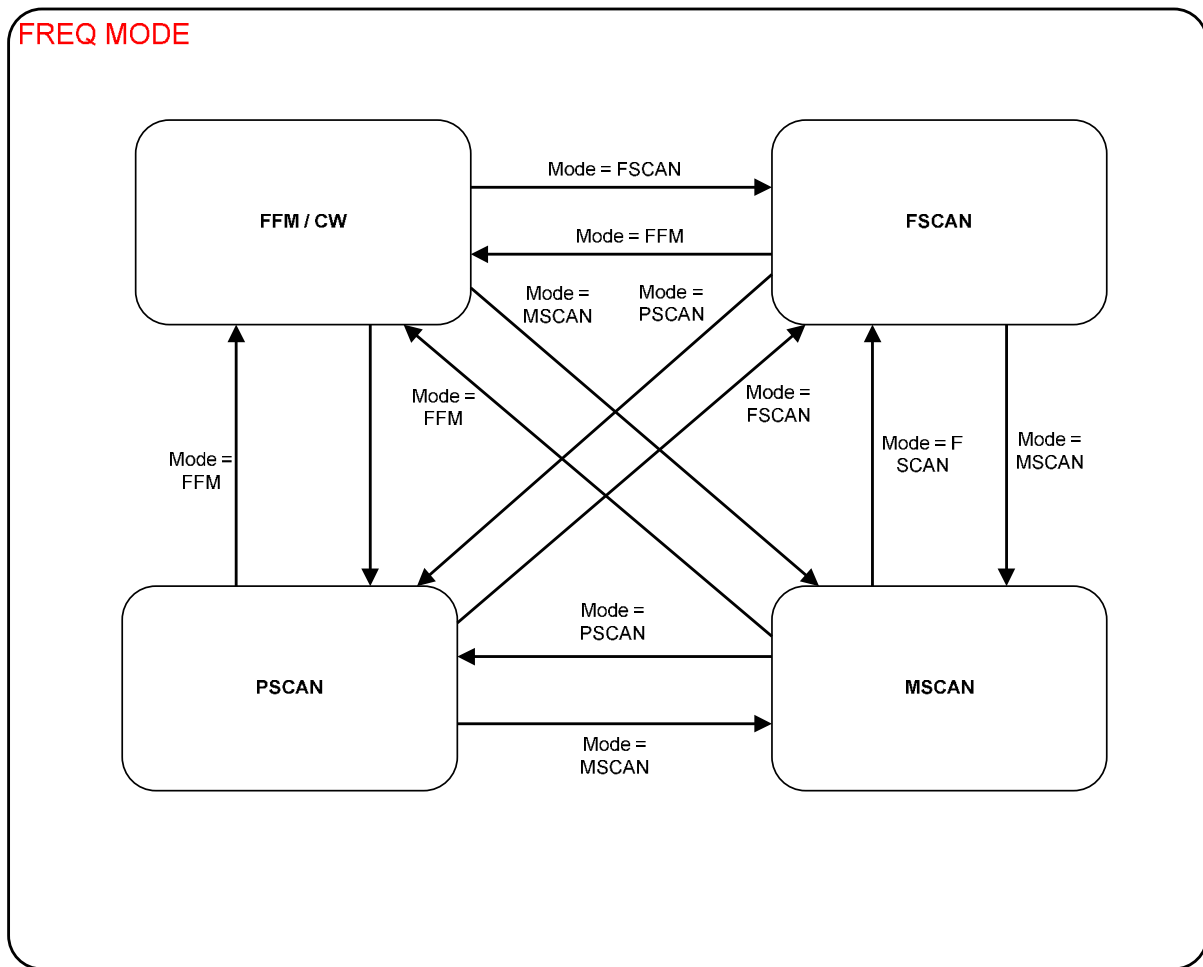 FREQ MODE
Mode = FSCAN
FFM / CW
FSCAN
Mode = FFM
Mode =
MSCAN
Mode =
PSCAN
Mode =
FFM
Mode =
FSCAN
Mode = F
SCAN
Mode =
MSCAN
Mode =
FFM
Mode =
PSCAN
PSCAN
MSCAN
Mode =
MSCAN